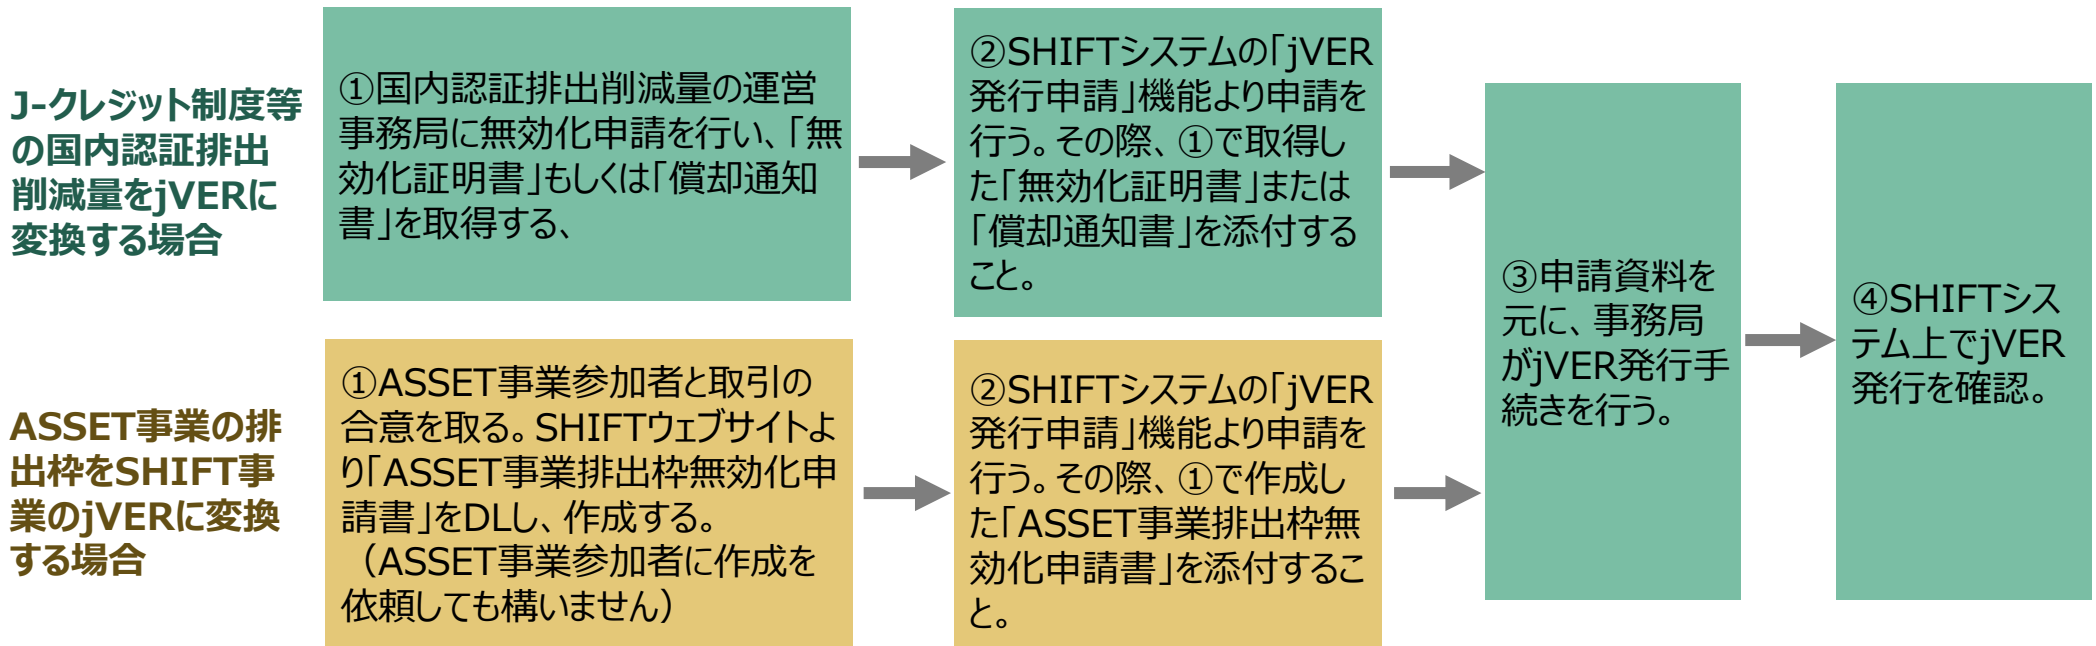 J-クレジット制度等
の国内認証排出
削減量をjVERに
変換する場合
①国内認証排出削減量の運営
事務局に無効化申請を行い、「無
効化証明書」もしくは「償却通知
書」を取得する、
②SHIFTシステムの「jVER
発行申請」機能より申請を
行う。その際、①で取得し
た「無効化証明書」または
「償却通知書」を添付する
こと。
ASSET事業の排
出枠をSHIFT事
業のjVERに変換
する場合
①ASSET事業参加者と取引の
合意を取る。SHIFTウェブサイトよ
り「ASSET事業排出枠無効化申
請書」をDLし、作成する。
（ASSET事業参加者に作成を
依頼しても構いません）
②SHIFTシステムの「jVER
発行申請」機能より申請を
行う。その際、①で作成し
た「ASSET事業排出枠無
効化申請書」を添付するこ
と。
③申請資料を
元に、事務局
がjVER発行手
続きを行う。
④SHIFTシス
テム上でjVER
発行を確認。